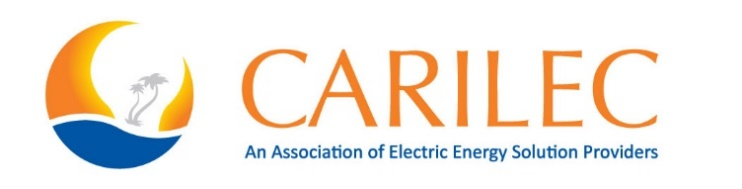 CARILEC
An Association of Electric Energy Solution Providers